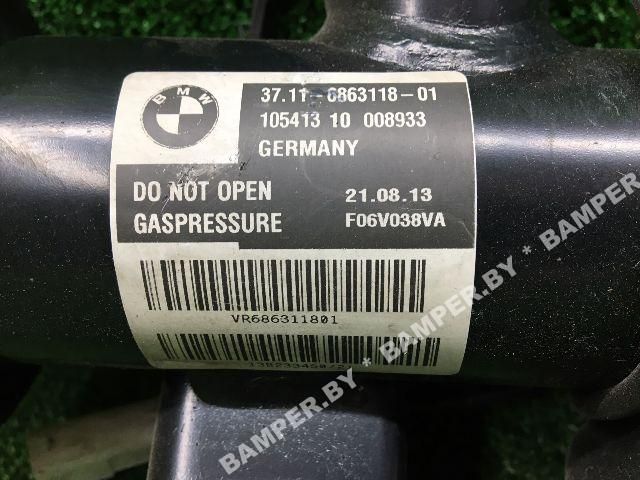 BMW
37.11-6863118-01
105413 10 008933
GERMANY
DO NOT OPEN 21.08.13
GASPRESSURE F06V038VA
VR686311801
BAMPER.BY * BAMPER.BY * BAMPER.BY